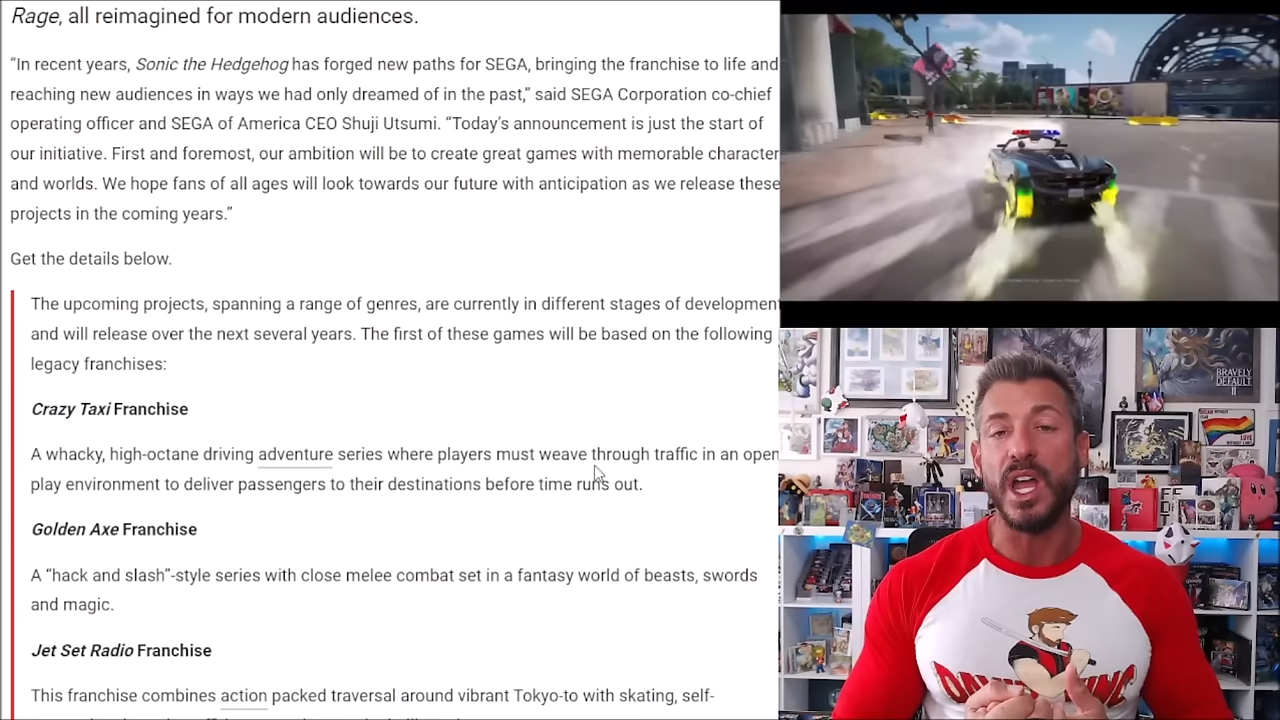 Rage, all reimagined for modern audiences.
“In recent years, Sonic the Hedgehog has forged new paths for SEGA, bringing the franchise to life and
reaching new audiences in ways we had only dreamed of in the past,” said SEGA Corporation co-chief
operating officer and SEGA of America CEO Shuji Utsumi. “Today’s announcement is just the start of
our initiative. First and foremost, our ambition will be to create great games with memorable character
and worlds. We hope fans of all ages will look towards our future with anticipation as we release these
projects in the coming years.”
Get the details below.
The upcoming projects, spanning a range of genres, are currently in different stages of development
and will release over the next several years. The first of these games will be based on the following
legacy franchises:
Crazy Taxi Franchise
A whacky, high-octane driving adventure series where players must weave through traffic in an open
play environment to deliver passengers to their destinations before time runs out.
Golden Axe Franchise
A “hack and slash”-style series with close melee combat set in a fantasy world of beasts, swords
and magic.
Jet Set Radio Franchise
This franchise combines action packed traversal around vibrant Tokyo-to with skating, self-
BRAVELY
DEFAULT
II